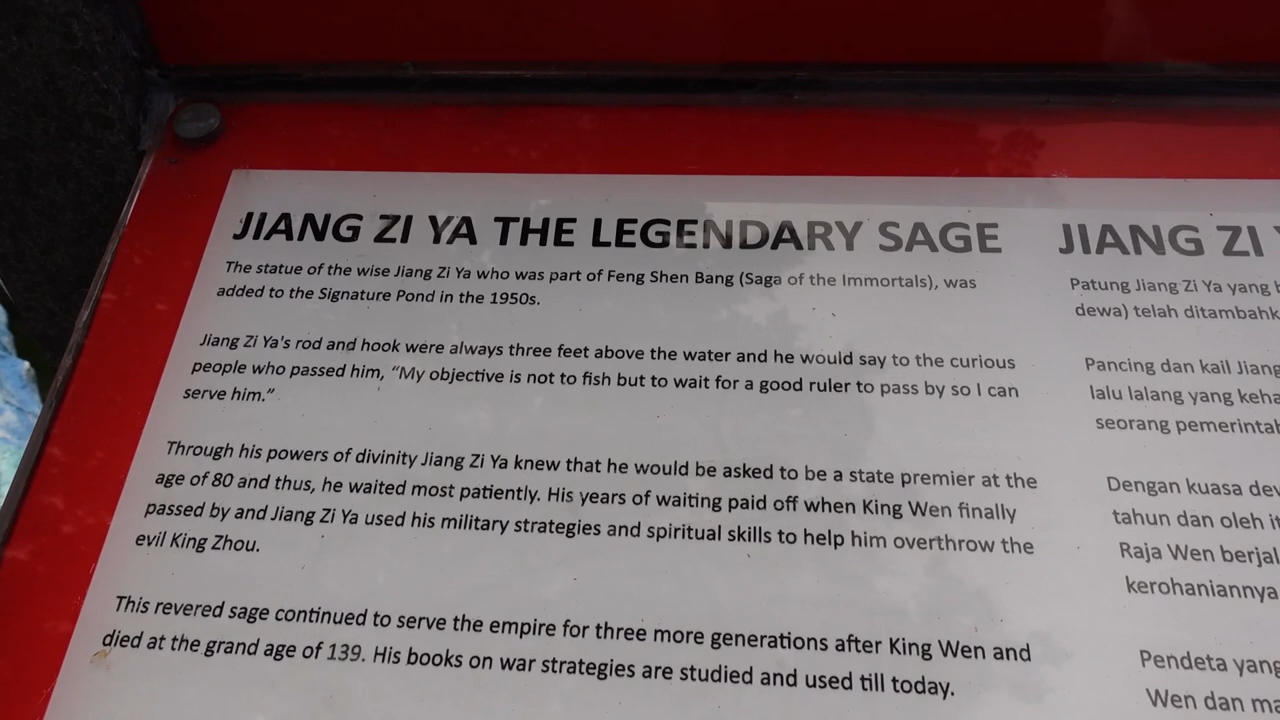 JIANG ZI YA THE LEGENDARY SAGE
The statue of the wise Jiang Zi Ya who was part of Feng Shen Bang (Saga of the Immortals), was
added to the Signature Pond in the 1950s.
Jiang Zi Ya's rod and hook were always three feet above the water and he would say to the curious
people who passed him, “My objective is not to fish but to wait for a good ruler to pass by so I can
serve him.”
Through his powers of divinity Jiang Zi Ya knew that he would be asked to be a state premier at the
age of 80 and thus, he waited most patiently. His years of waiting paid off when King Wen finally
passed by and Jiang Zi Ya used his military strategies and spiritual skills to help him overthrow the
evil King Zhou.
This revered sage continued to serve the empire for three more generations after King Wen and
died at the grand age of 139. His books on war strategies are studied and used till today.
JIANG ZI
Patung Jiang Zi Ya yang
dewa) telah
Pancing dan kail Jiang
lalu lalang yang
seorang
Dengan kuasa
tahun dan oleh
Raja Wen
kerohaniannya
Pendeta yang
Wen dan